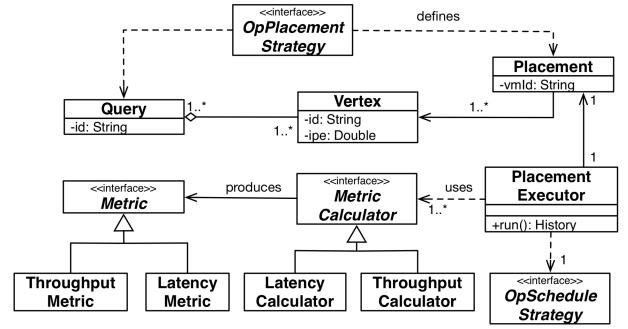 <<interface>>
OpPlacement
Strategy
defines
Placement
-vmId: String
Query
-id: String
1..*
1..*
Vertex
-id: String
-ipe: Double
1..*
1
1
<<interface>>
Metric
produces
<<interface>>
Metric
Calculator
uses
1..*
Placement
Executor
+run(): History
1
Throughput
Metric
Latency
Metric
Latency
Calculator
Throughput
Calculator
<<interface>>
OpSchedule
Strategy